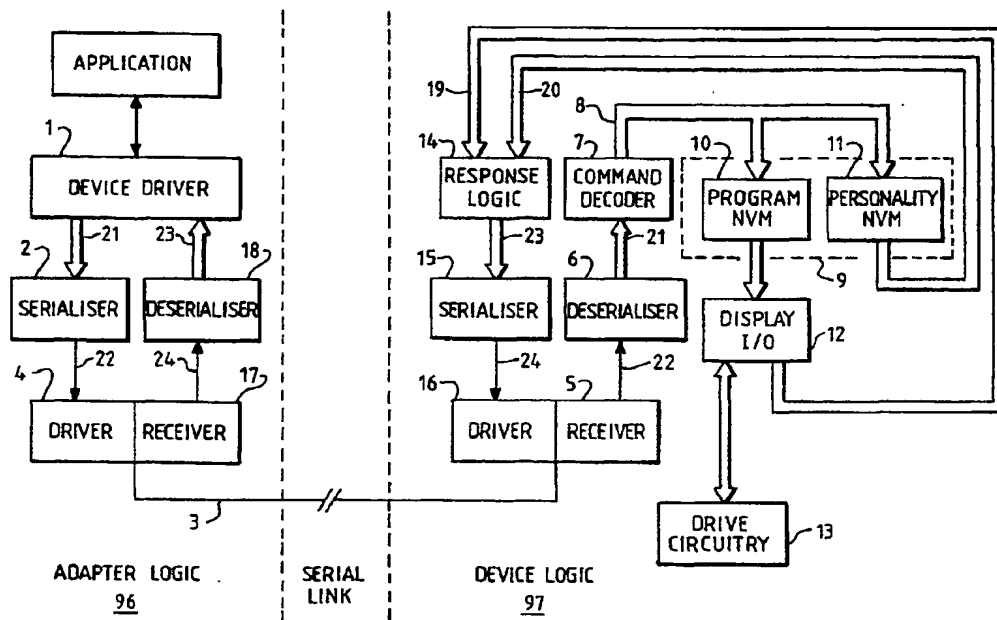 APPLICATION
1
DEVICE DRIVER
21
23
2
18
SERIALISER
DESERIALISER
22
24
4
17
DRIVER
RECEIVER
3
ADAPTER LOGIC
96
SERIAL
LINK
19
20
8
14
7
10
11
RESPONSE
LOGIC
COMMAND
DECODER
PROGRAM
NVM
PERSONALITY
NVM
23
21
9
15
6
SERIALISER
DESERIALISER
DISPLAY
I/O
12
24
22
16
5
DRIVER
RECEIVER
DRIVE
CIRCUITRY
13
DEVICE LOGIC
97